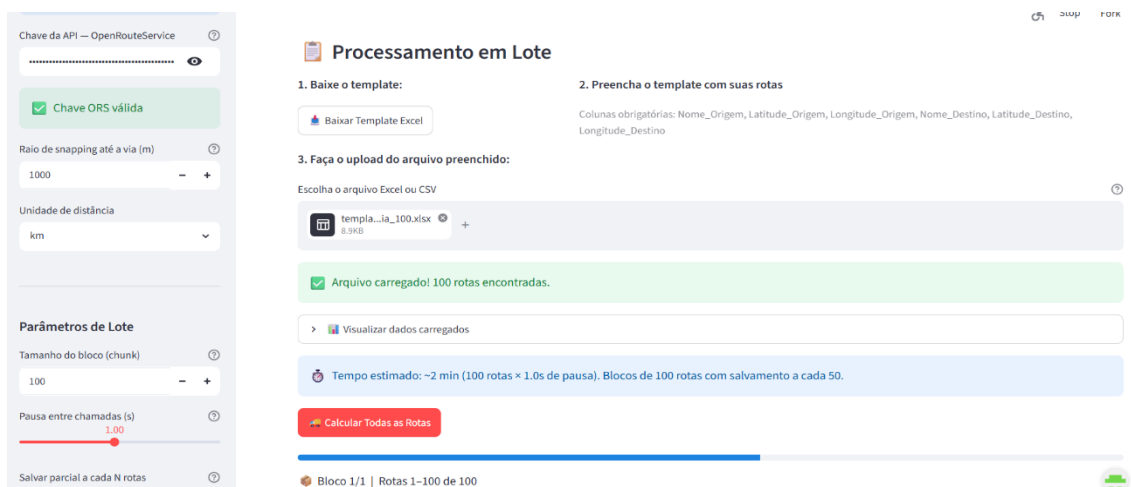 Stop Fork
Chave da API — OpenRouteService
Chave ORS válida
Raio de snapping até a via (m)
1000
Unidade de distância
km
Parâmetros de Lote
Tamanho do bloco (chunk)
100
Pausa entre chamadas (s)
1.00
Salvar parcial a cada N rotas
Processamento em Lote
1. Baixe o template:
Baixar Template Excel
2. Preencha o template com suas rotas
Colunas obrigatórias: Nome_Origem, Latitude_Origem, Longitude_Origem, Nome_Destino, Latitude_Destino,
Longitude_Destino
3. Faça o upload do arquivo preenchido:
Escolha o arquivo Excel ou CSV
templa...ia_100.xlsx
8.9KB
Arquivo carregado! 100 rotas encontradas.
Visualizar dados carregados
Tempo estimado: ~2 min (100 rotas × 1.0s de pausa). Blocos de 100 rotas com salvamento a cada 50.
Calcular Todas as Rotas
Bloco 1/1 | Rotas 1–100 de 100